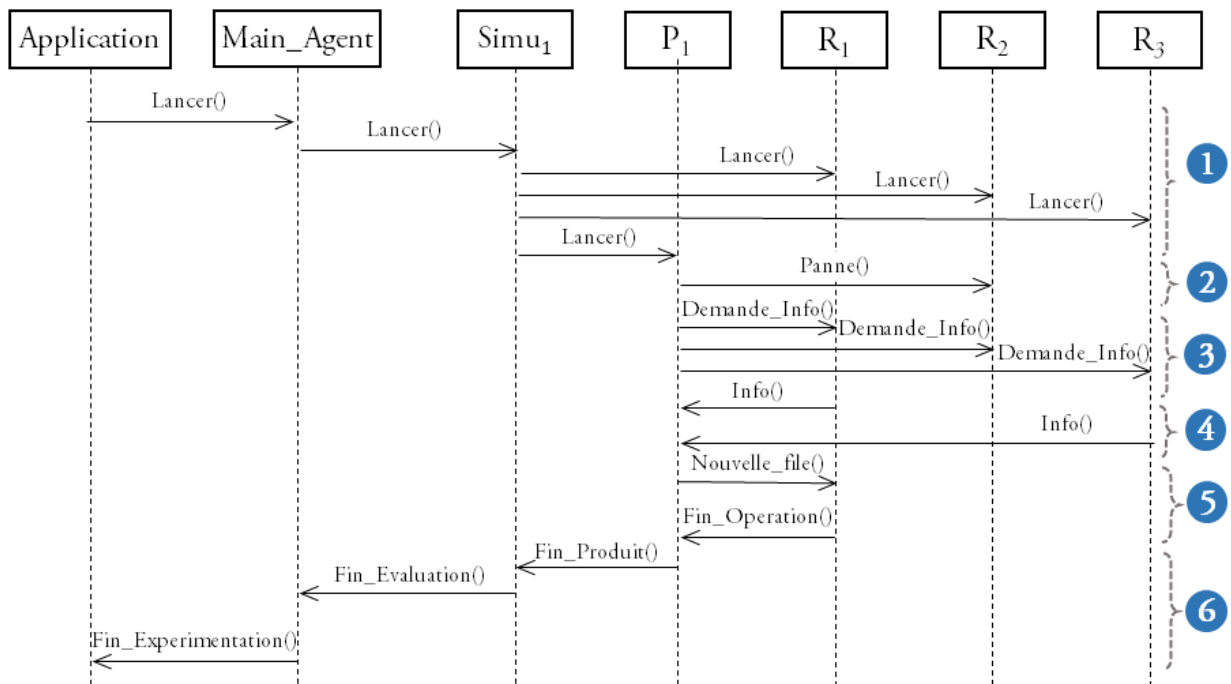 Application Main_Agent Simu₁ P₁ R₁ R₂ R₃
Lancer()
Lancer()
Lancer()
1
Lancer()
Lancer()
Lancer()
Panne()
2
Demande_Info()
Demande_Info()
Demande_Info()
3
Info()
Info()
4
Nouvelle_file()
5
Fin_Operation()
Fin_Produit()
Fin_Evaluation()
6
Fin_Experimentation()